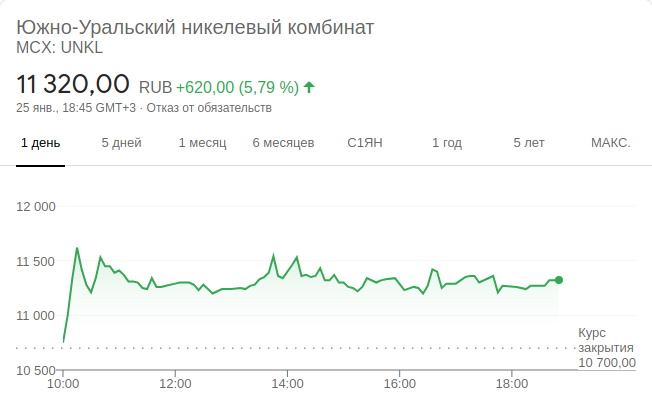 Южно-Уральский никелевый комбинат
MCX: UNKL
11 320,00 RUB +620,00 (5,79 %)
25 янв., 18:45 GMT+3 · Отказ от обязательств
1 день 5 дней 1 месяц 6 месяцев С1ЯН 1 год 5 лет МАКС.
12 000
11 500
11 000
10 500
Курс
закрытия
10 700,00
10:00 12:00 14:00 16:00 18:00